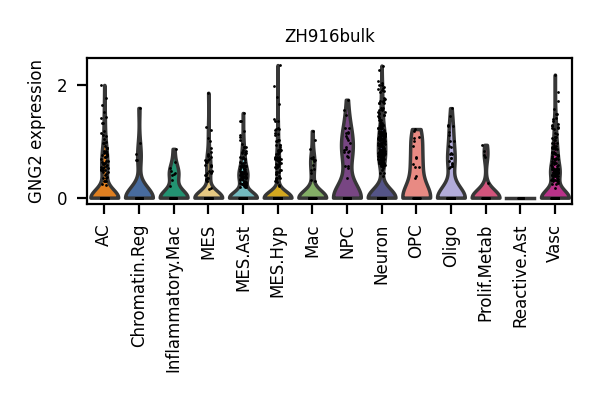 ZH916bulk
GNG2 expression
2
0
AC
Chromatin.Reg
Inflammatory.Mac
MES
MES.Ast
MES.Hyp
Mac
NPC
Neuron
OPC
Oligo
Prolif.Metab
Reactive.Ast
Vasc